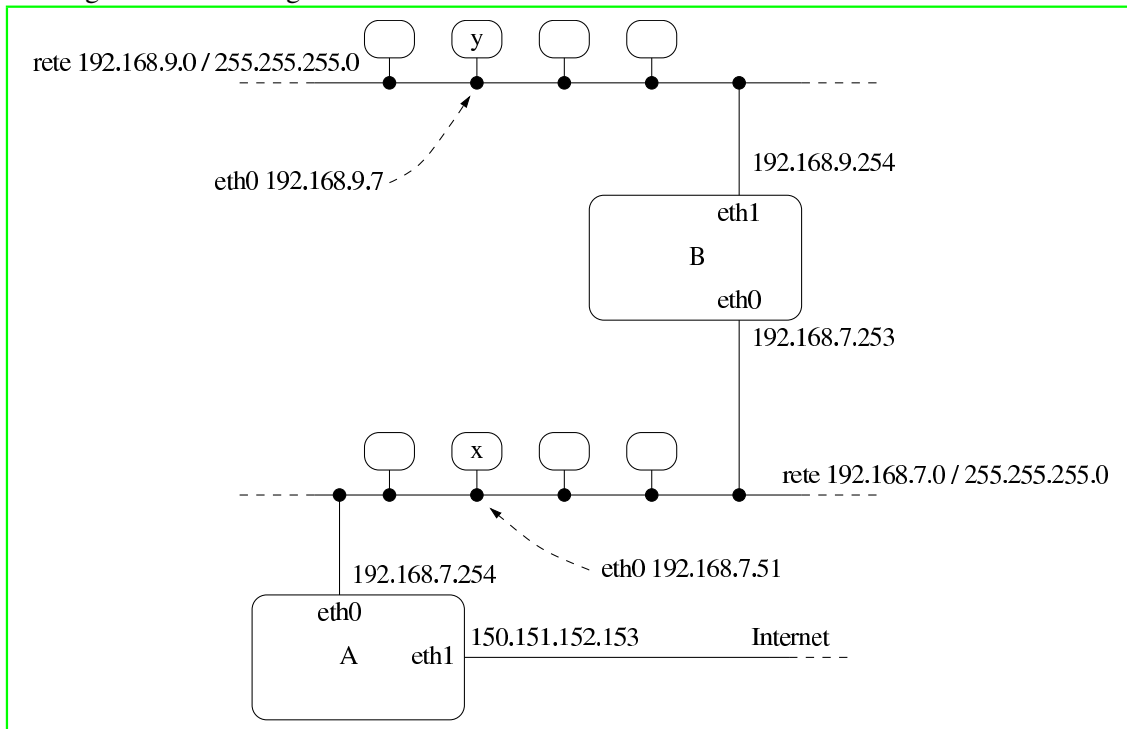 rete 192.168.9.0 / 255.255.255.0
y
eth0 192.168.9.7
192.168.9.254
eth1
B
eth0
192.168.7.253
x
rete 192.168.7.0 / 255.255.255.0
eth0 192.168.7.51
192.168.7.254
eth0
A
eth1
150.151.152.153
Internet